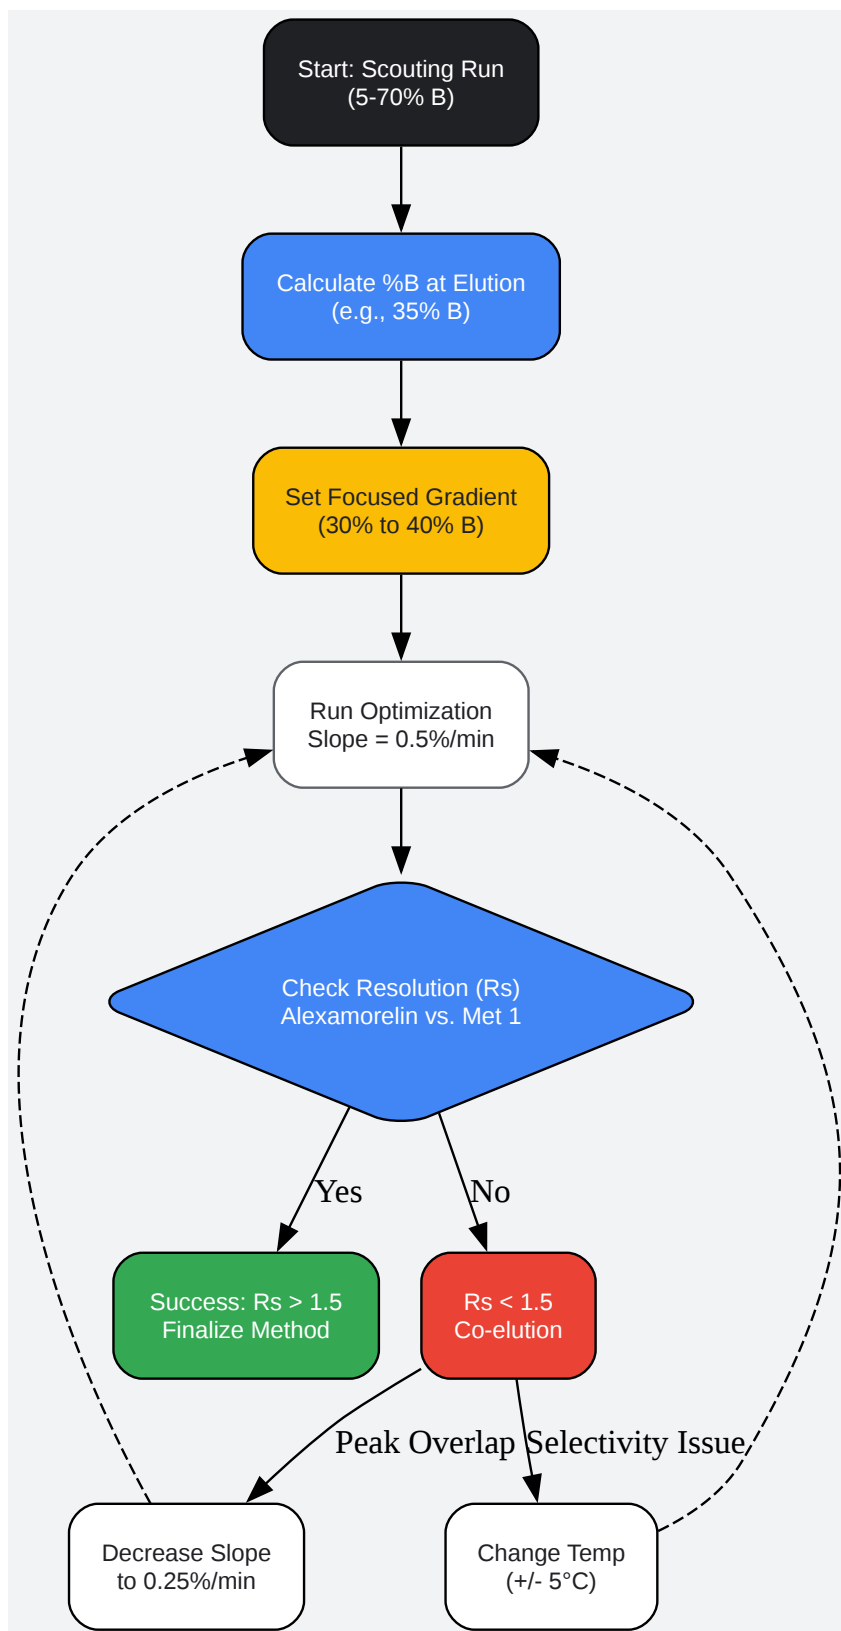 Start: Scouting Run
(5-70% B)
Calculate %B at Elution
(e.g., 35% B)
Set Focused Gradient
(30% to 40% B)
Run Optimization
Slope = 0.5%/min
Check Resolution (Rs)
Alexamorelin vs. Met 1
Yes
No
Success: Rs > 1.5
Finalize Method
Rs < 1.5
Co-elution
Peak Overlap
Selectivity Issue
Decrease Slope
to 0.25%/min
Change Temp
(+/- 5°C)